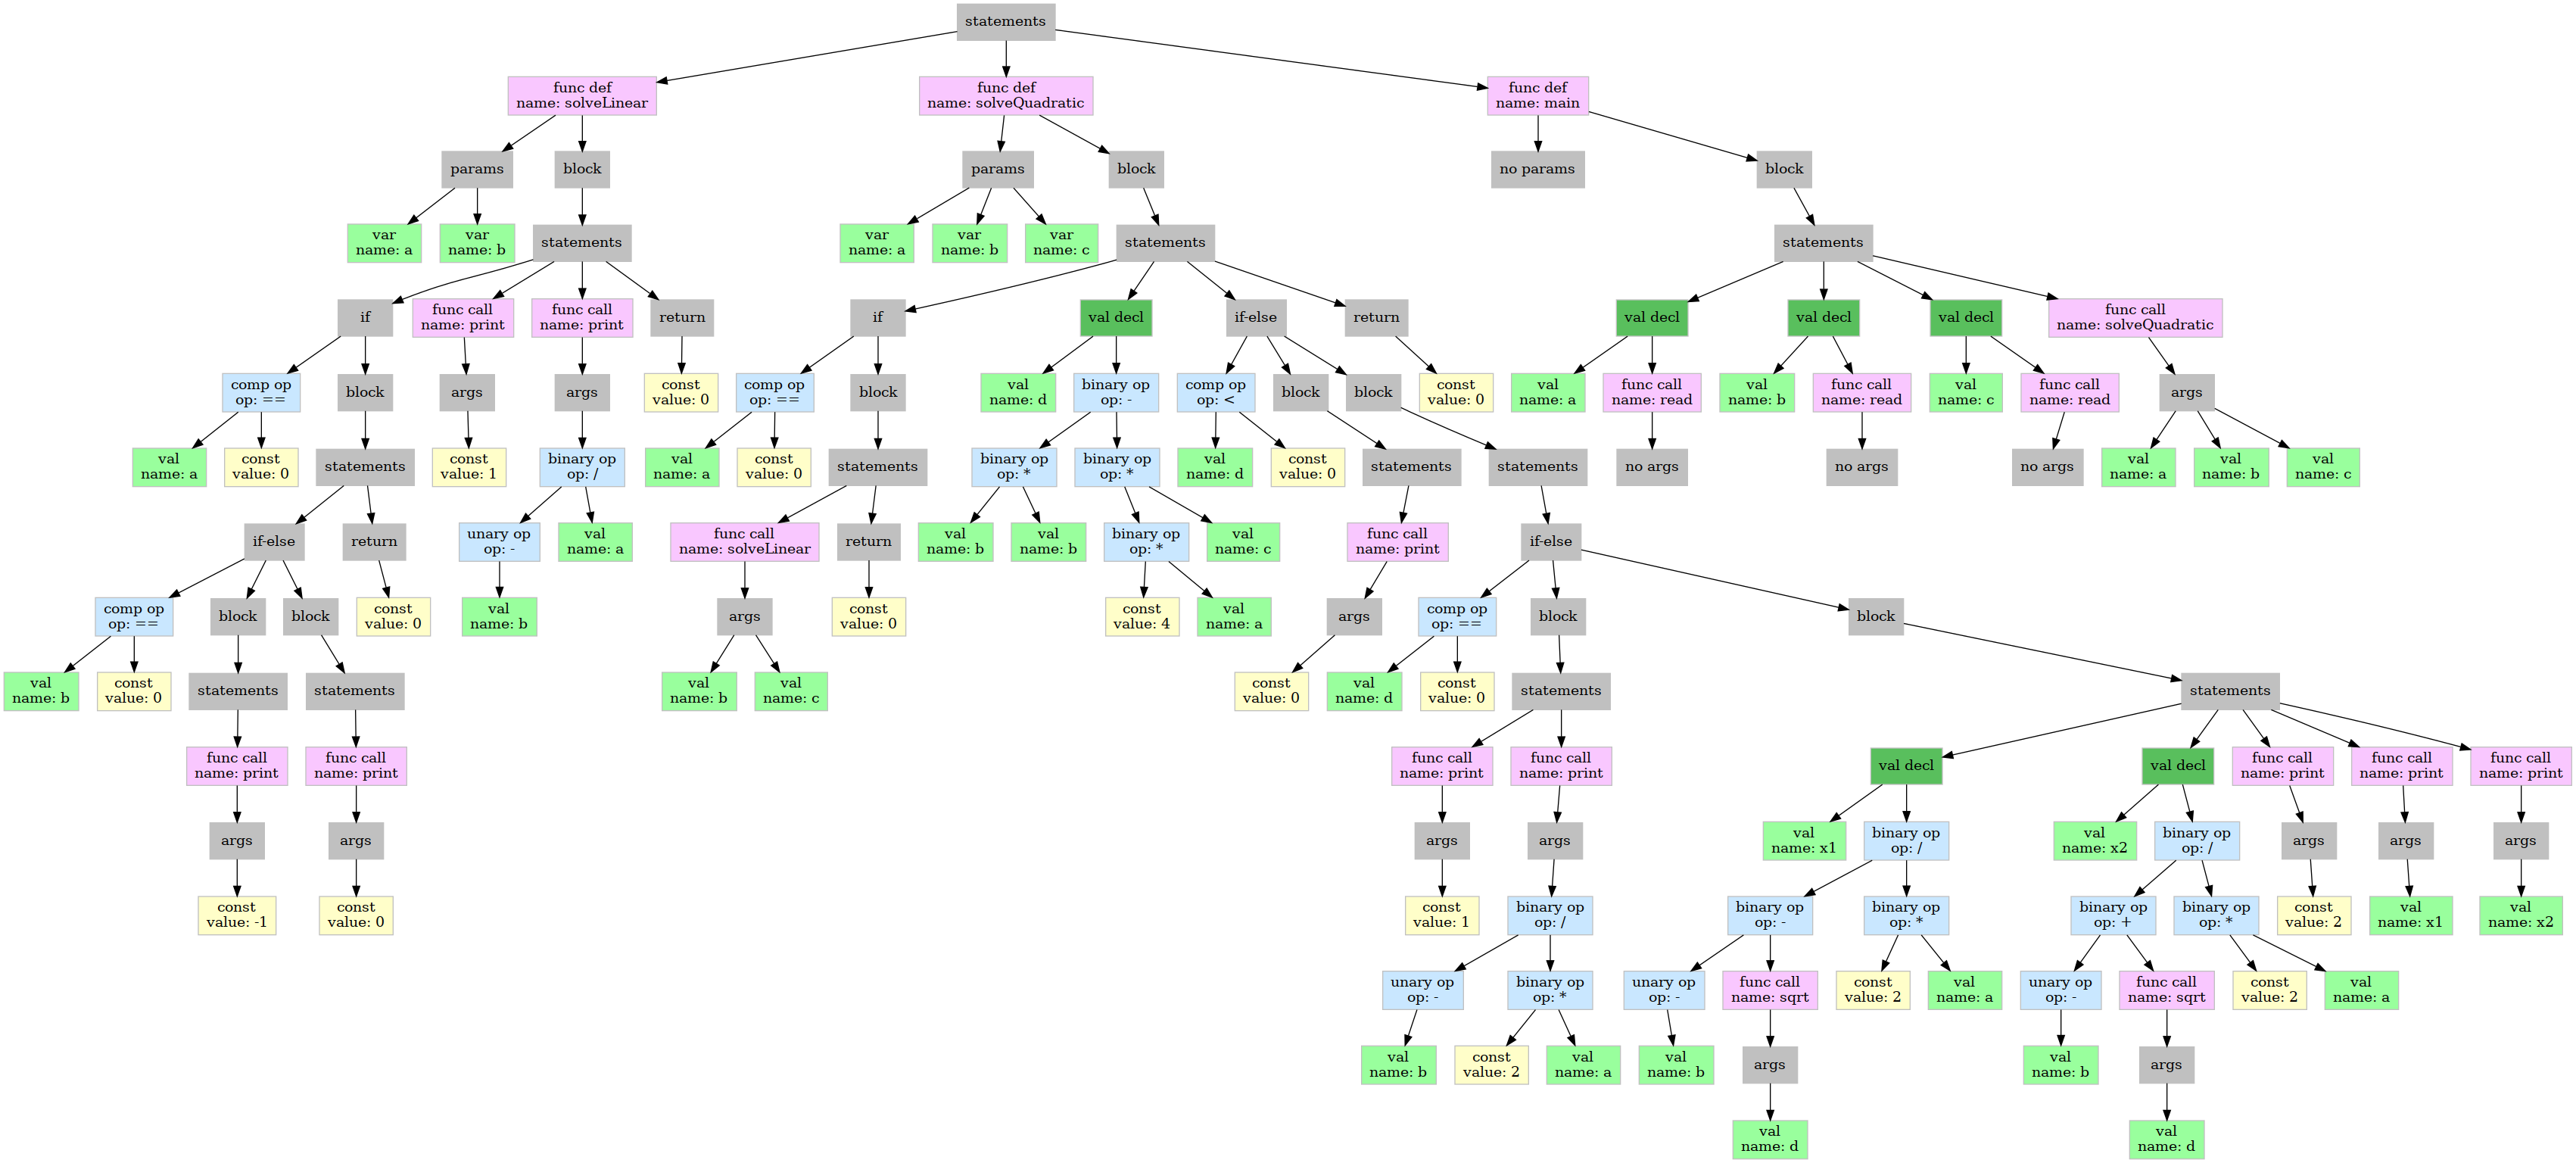 statements
func def
name: solveLinear
func def
name: solveQuadratic
func def
name: main
params
block
params
block
no params
block
var
name: a
var
name: b
statements
var
name: a
var
name: b
var
name: c
statements
statements
if
func call
name: print
func call
name: print
return
if
val decl
if-else
return
val decl
val decl
val decl
func call
name: solveQuadratic
comp op
op: ==
block
args
args
const
value: 0
comp op
op: ==
block
val
name: d
binary op
op: -
comp op
op: <
block
block
const
value: 0
val
name: a
func call
name: read
val
name: b
func call
name: read
val
name: c
func call
name: read
args
val
name: a
const
value: 0
statements
const
value: 1
binary op
op: /
val
name: a
const
value: 0
statements
binary op
op: *
binary op
op: *
val
name: d
const
value: 0
statements
statements
no args
no args
no args
val
name: a
val
name: b
val
name: c
if-else
return
unary op
op: -
val
name: a
func call
name: solveLinear
return
val
name: b
val
name: b
binary op
op: *
val
name: c
func call
name: print
if-else
comp op
op: ==
block
block
const
value: 0
val
name: b
args
const
value: 0
const
value: 4
val
name: a
args
comp op
op: ==
block
block
val
name: b
const
value: 0
statements
statements
val
name: b
val
name: c
const
value: 0
val
name: d
const
value: 0
statements
statements
func call
name: print
func call
name: print
func call
name: print
func call
name: print
val decl
val decl
func call
name: print
func call
name: print
func call
name: print
args
args
args
args
val
name: x1
binary op
op: /
val
name: x2
binary op
op: /
args
args
args
const
value: -1
const
value: 0
const
value: 1
binary op
op: /
binary op
op: -
binary op
op: *
binary op
op: +
binary op
op: *
const
value: 2
val
name: x1
val
name: x2
unary op
op: -
binary op
op: *
unary op
op: -
func call
name: sqrt
const
value: 2
val
name: a
unary op
op: -
func call
name: sqrt
const
value: 2
val
name: a
val
name: b
const
value: 2
val
name: a
val
name: b
args
val
name: b
args
val
name: d
val
name: d